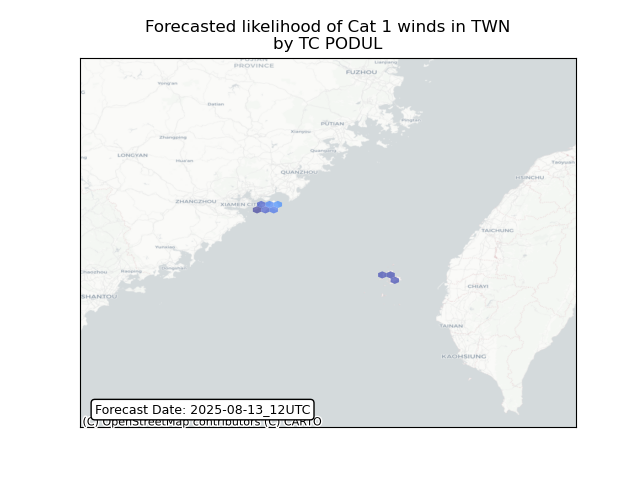 Forecasted likelihood of Cat 1 winds in TWN
by TC PODUL
PROVINCE
FUZHOU
PUTIAN
LONGYAN
QUANZHOU
ZHANGZHOU
XIAMEN
SHANTOU
HSINCHU
TAICHUNG
CHIAYI
TAINAN
KAOHSIUNG
Forecast Date: 2025-08-13_12UTC
(C) OpenStreetMap contributors (C) CARTO